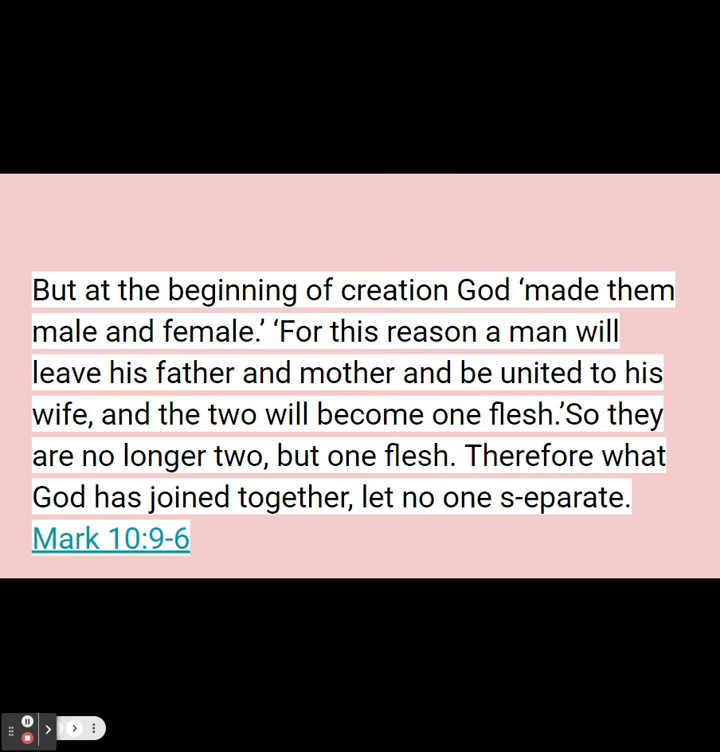 But at the beginning of creation God ‘made them
male and female.’ ‘For this reason a man will
leave his father and mother and be united to his
wife, and the two will become one flesh.’So they
are no longer two, but one flesh. Therefore what
God has joined together, let no one s-eparate.
Mark 10:9-6